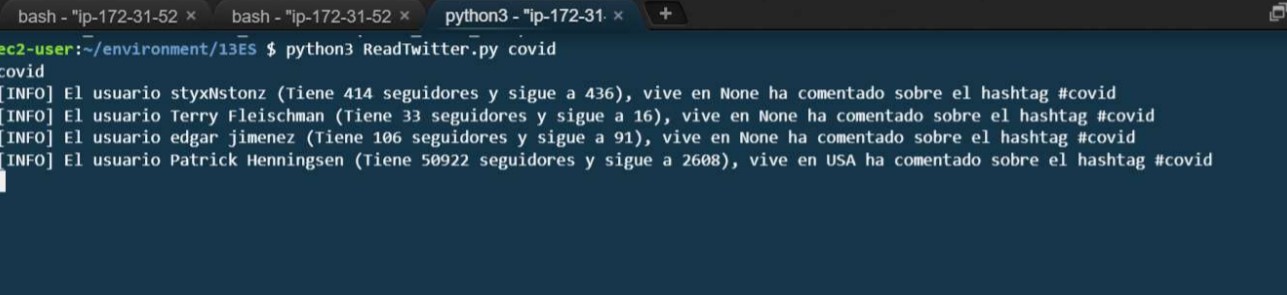 bash - "ip-172-31-52 × bash - "ip-172-31-52 × python3 - "ip-172-31- × +
ec2-user:~/environment/13ES $ python3 ReadTwitter.py covid
covid
[INFO] El usuario styxNstonz (Tiene 414 seguidores y sigue a 436), vive en None ha comentado sobre el hashtag #covid
[INFO] El usuario Terry Fleischman (Tiene 33 seguidores y sigue a 16), vive en None ha comentado sobre el hashtag #covid
[INFO] El usuario edgar jimenez (Tiene 106 seguidores y sigue a 91), vive en None ha comentado sobre el hashtag #covid
[INFO] El usuario Patrick Henningsen (Tiene 50922 seguidores y sigue a 2608), vive en USA ha comentado sobre el hashtag #covid